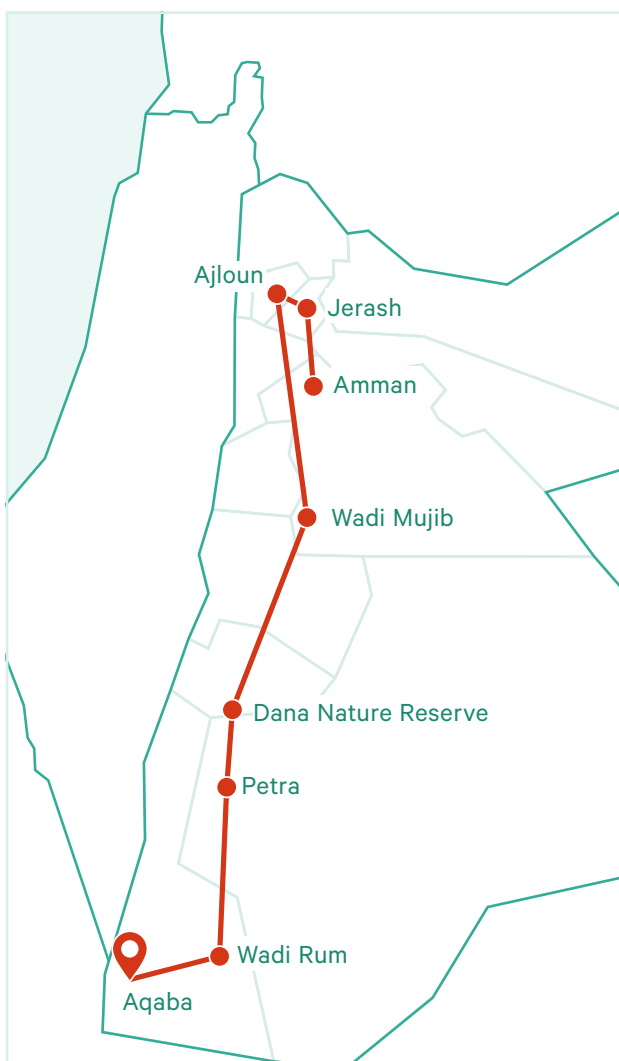 Ajloun
Jerash
Amman
Wadi Mujib
Dana Nature Reserve
Petra
Wadi Rum
Aqaba